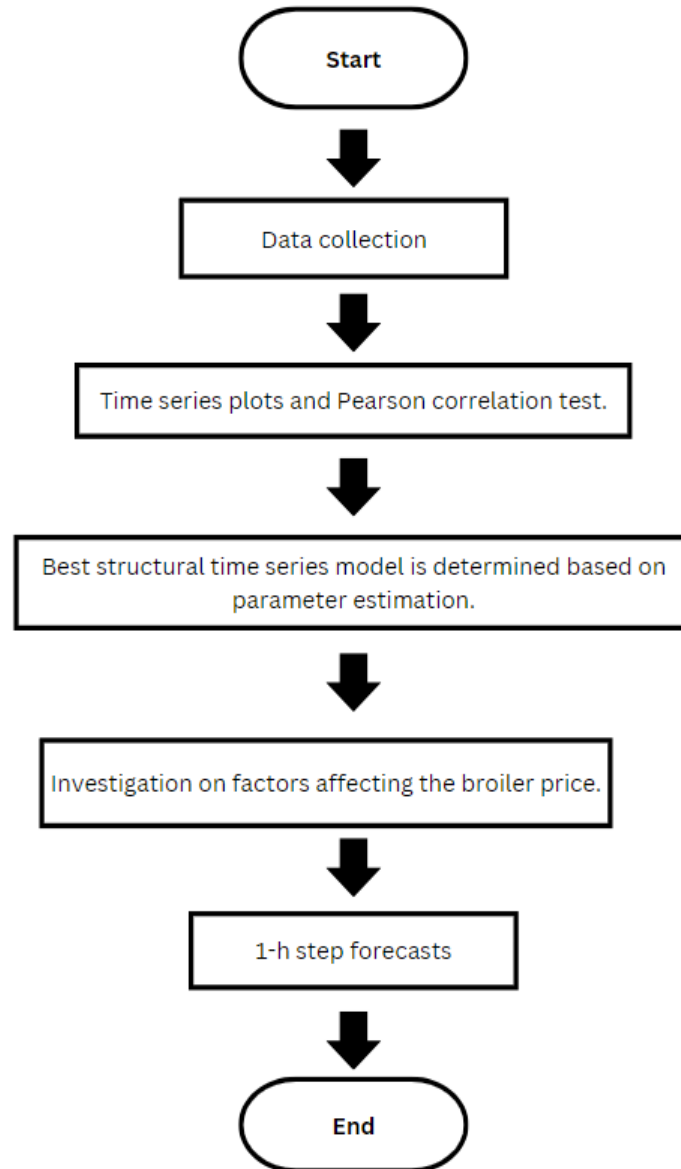 Start
Data collection
Time series plots and Pearson correlation test.
Best structural time series model is determined based on
parameter estimation.
Investigation on factors affecting the broiler price.
1-h step forecasts
End